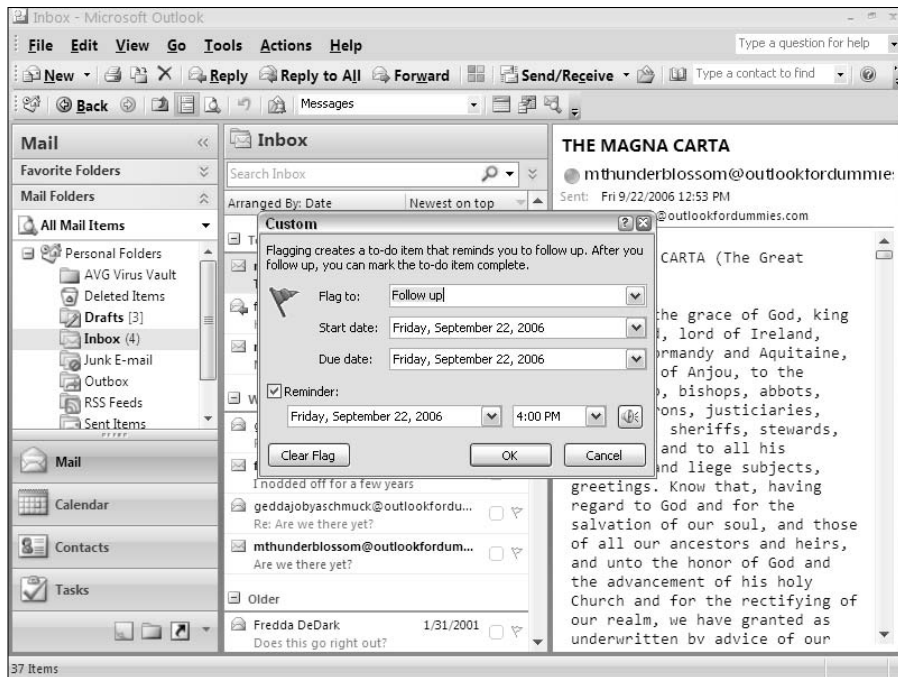 Inbox - Microsoft Outlook
File Edit View Go Tools Actions Help
Type a question for help
New Reply Reply to All Forward Send/Receive Type a contact to find
Back Messages
Mail
Favorite Folders
Mail Folders
All Mail Items
Personal Folders
AVG Virus Vault
Deleted Items
Drafts [3]
Inbox (4)
Junk E-mail
Outbox
RSS Feeds
Sent Items
Mail
Calendar
Contacts
Tasks
Inbox
Search Inbox
Arranged By: Date Newest on top
Custom
Flagging creates a to-do item that reminds you to follow up. After you
follow up, you can mark the to-do item complete.
Flag to: Follow up
Start date: Friday, September 22, 2006
Due date: Friday, September 22, 2006
Reminder:
Friday, September 22, 2006 4:00 PM
Clear Flag OK Cancel
I nodded off for a few years
geddajobyaschmuck@outlookfordu...
Re: Are we there yet?
mthunderblossom@outlookfordum...
Are we there yet?
Older
Fredda DeDark 1/31/2001
Does this go right out?
THE MAGNA CARTA
mthunderblossom@outlookfordummies
Sent: Fri 9/22/2006 12:53 PM
@outlookfordummies.com
CARTA (The Great
the grace of God, king
lord of Ireland,
and Aquitaine,
of Anjou, to the
bishops, abbots,
justiciaries,
sheriffs, stewards,
and to all his
and liege subjects,
greetings. Know that, having
regard to God and for the
salvation of our soul, and those
of all our ancestors and heirs,
and unto the honor of God and
the advancement of his holy
Church and for the rectifying of
our realm, we have granted as
underwritten by advice of our
37 Items